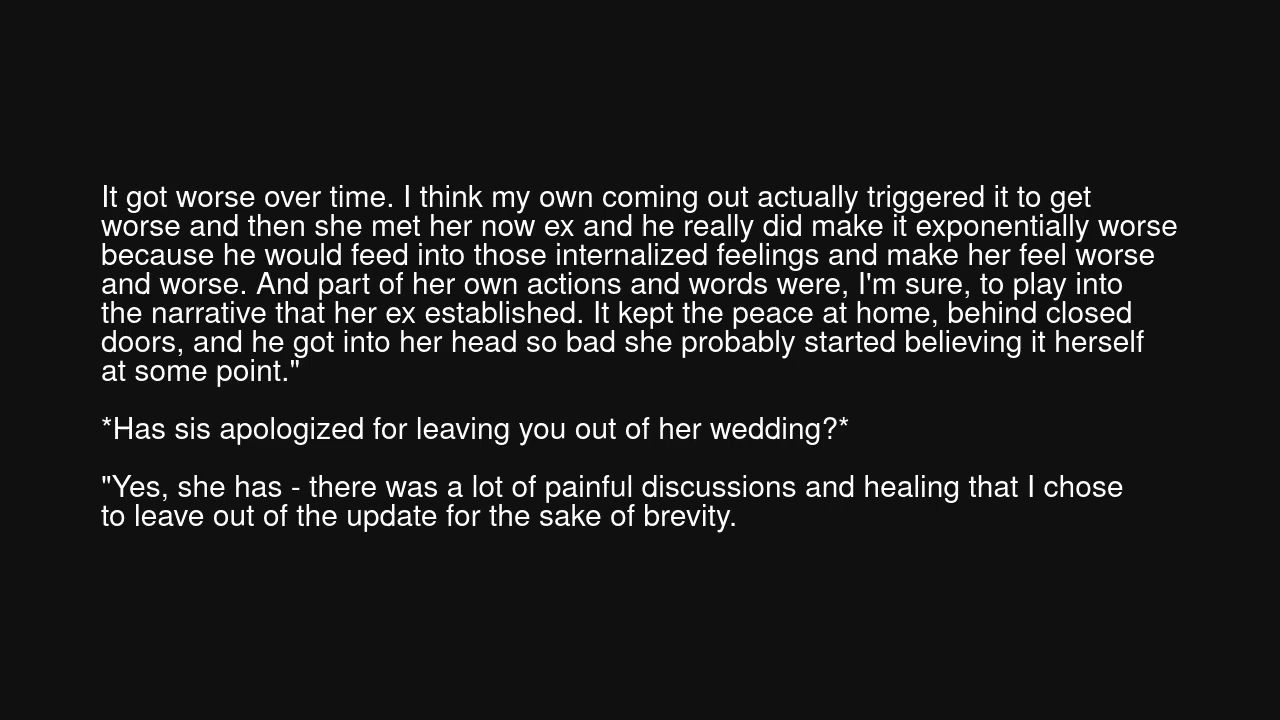 It got worse over time. I think my own coming out actually triggered it to get
worse and then she met her now ex and he really did make it exponentially worse
because he would feed into those internalized feelings and make her feel worse
and worse. And part of her own actions and words were, I'm sure, to play into
the narrative that her ex established. It kept the peace at home, behind closed
doors, and he got into her head so bad she probably started believing it herself
at some point."
*Has sis apologized for leaving you out of her wedding?*
"Yes, she has - there was a lot of painful discussions and healing that I chose
to leave out of the update for the sake of brevity.